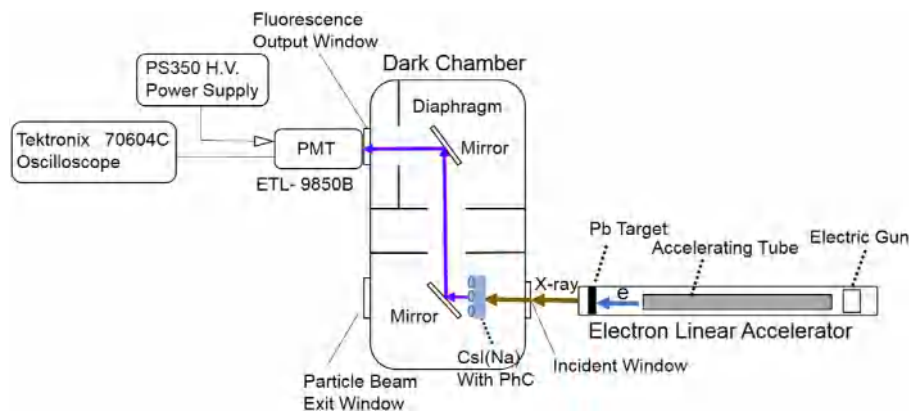 Fluorescence
Output Window
PS350 H.V.
Power Supply
Dark Chamber
Diaphragm
Tektronix 70604C
Oscilloscope
PMT
Mirror
ETL- 9850B
Pb Target
Accelerating Tube
Electric Gun
X-ray
e
Mirror
Electron Linear Accelerator
CsI(Na)
With PhC
Incident Window
Particle Beam
Exit Window